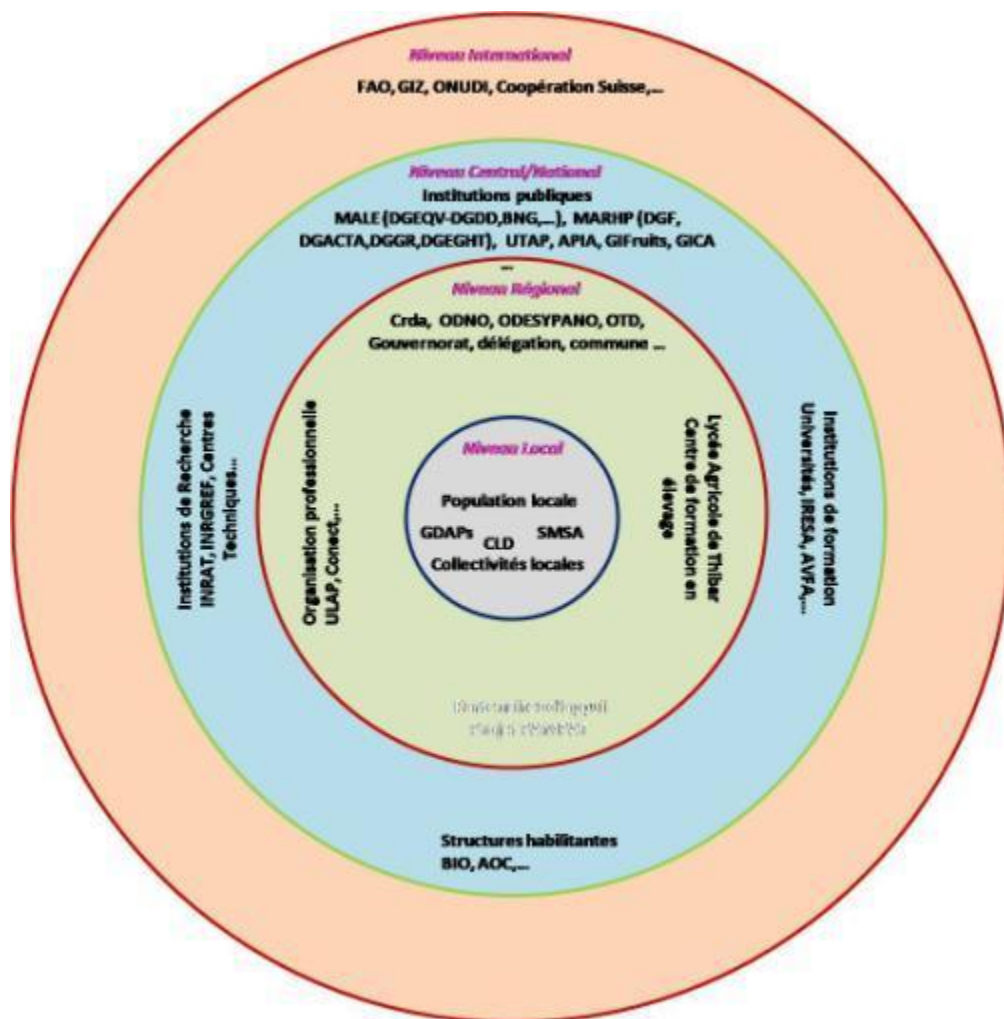 Niveau International
FAO, GIZ, ONUDI, Coopération Suisse,...
Niveau Central/National
Institutions publiques
MALE (DGEQV-DGDD,BNG,...), MARHP (DGF,
DGACTA,DGGR,DGEGHT), UTAP, APIA, GIFruits, GICA
...
Niveau Régional
Crda, ODNO, ODESYPANO, OTD,
Gouvernorat, délégation, commune ...
Institutions de Recherche
INRAT, INRGREF, Centres
Techniques...
Organisation professionnelle
ULAP, Conect,...
Niveau Local
Population locale
GDAPs CLD SMSA
Collectivités locales
Lycée Agricole de Thibar
Centre de formation en
élevage
Institutions de formation
Universités, IRESA, AVFA,
...
Structures habilitantes
BIO, AOC,...